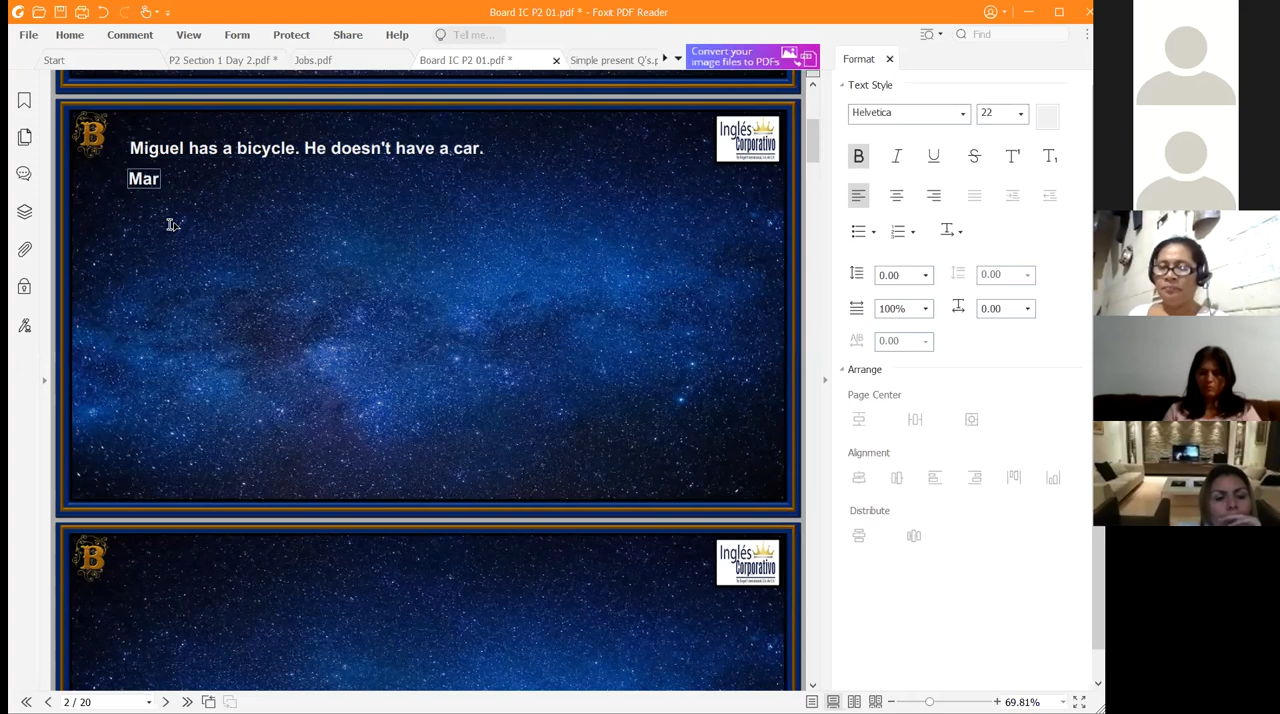 Board IC P2 01.pdf * - Foxit PDF Reader
File Home Comment View Form Protect Share Help Tell me... Find
Start P2 Section 1 Day 2.pdf * Jobs.pdf Board IC P2 01.pdf * Simple present Q's.p
Convert your
image files to PDFs
Format
Text Style
Helvetica 22
B I U S T T
0.00 0.00
100% 0.00
0.00
Arrange
Page Center
Alignment
Distribute
B
Miguel has a bicycle. He doesn't have a car.
Mar
Inglés
Corporativo
B
Inglés
Corporativo
2 / 20
69.81%